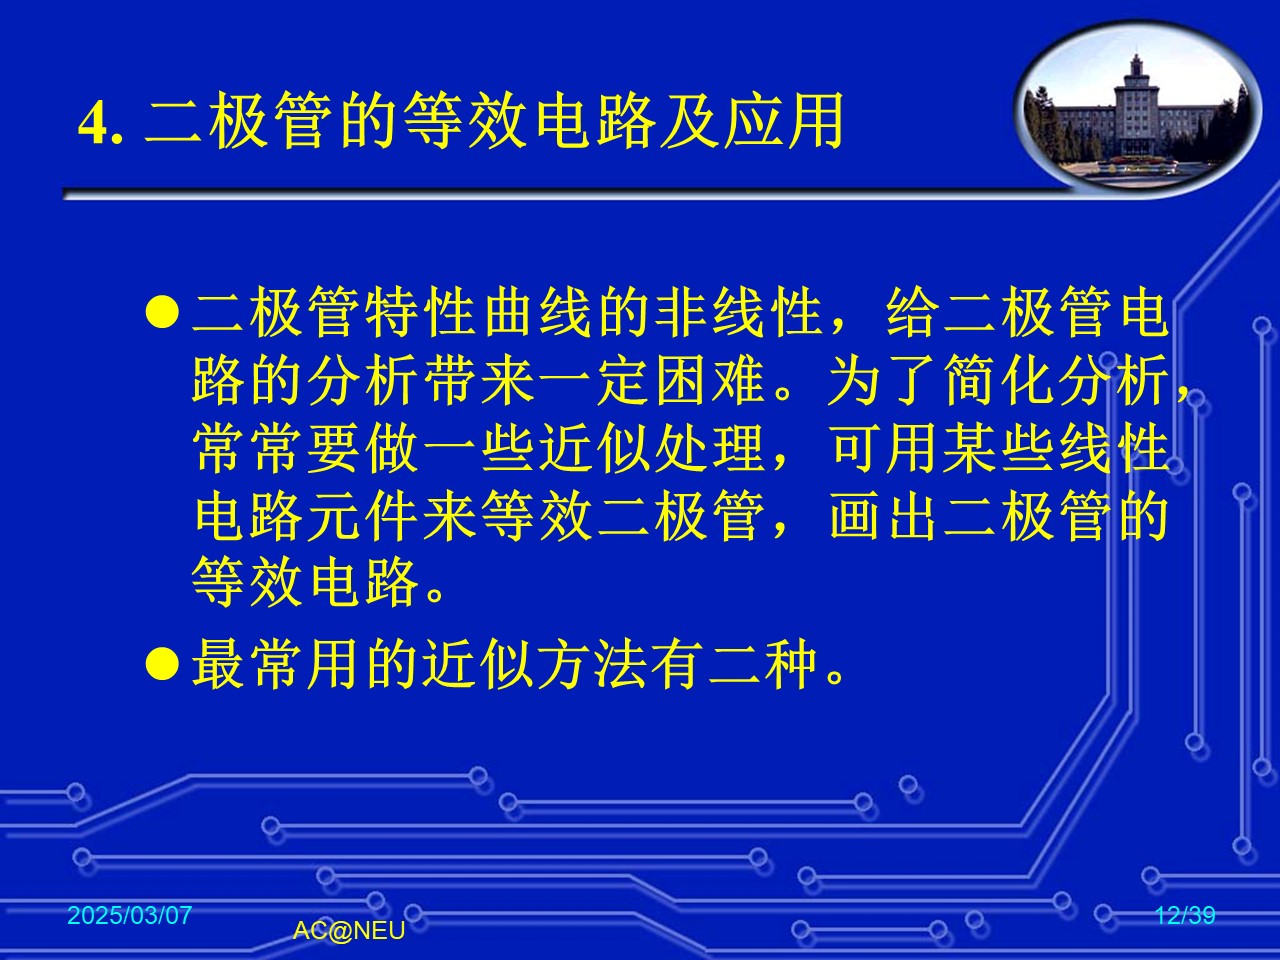 4. 二极管的等效电路及应用
二极管特性曲线的非线性，给二极管电
路的分析带来一定困难。为了简化分析，
常常要做一些近似处理，可用某些线性
电路元件来等效二极管，画出二极管的
等效电路。
最常用的近似方法有二种。
2025/03/07
AC@NEU
12/39